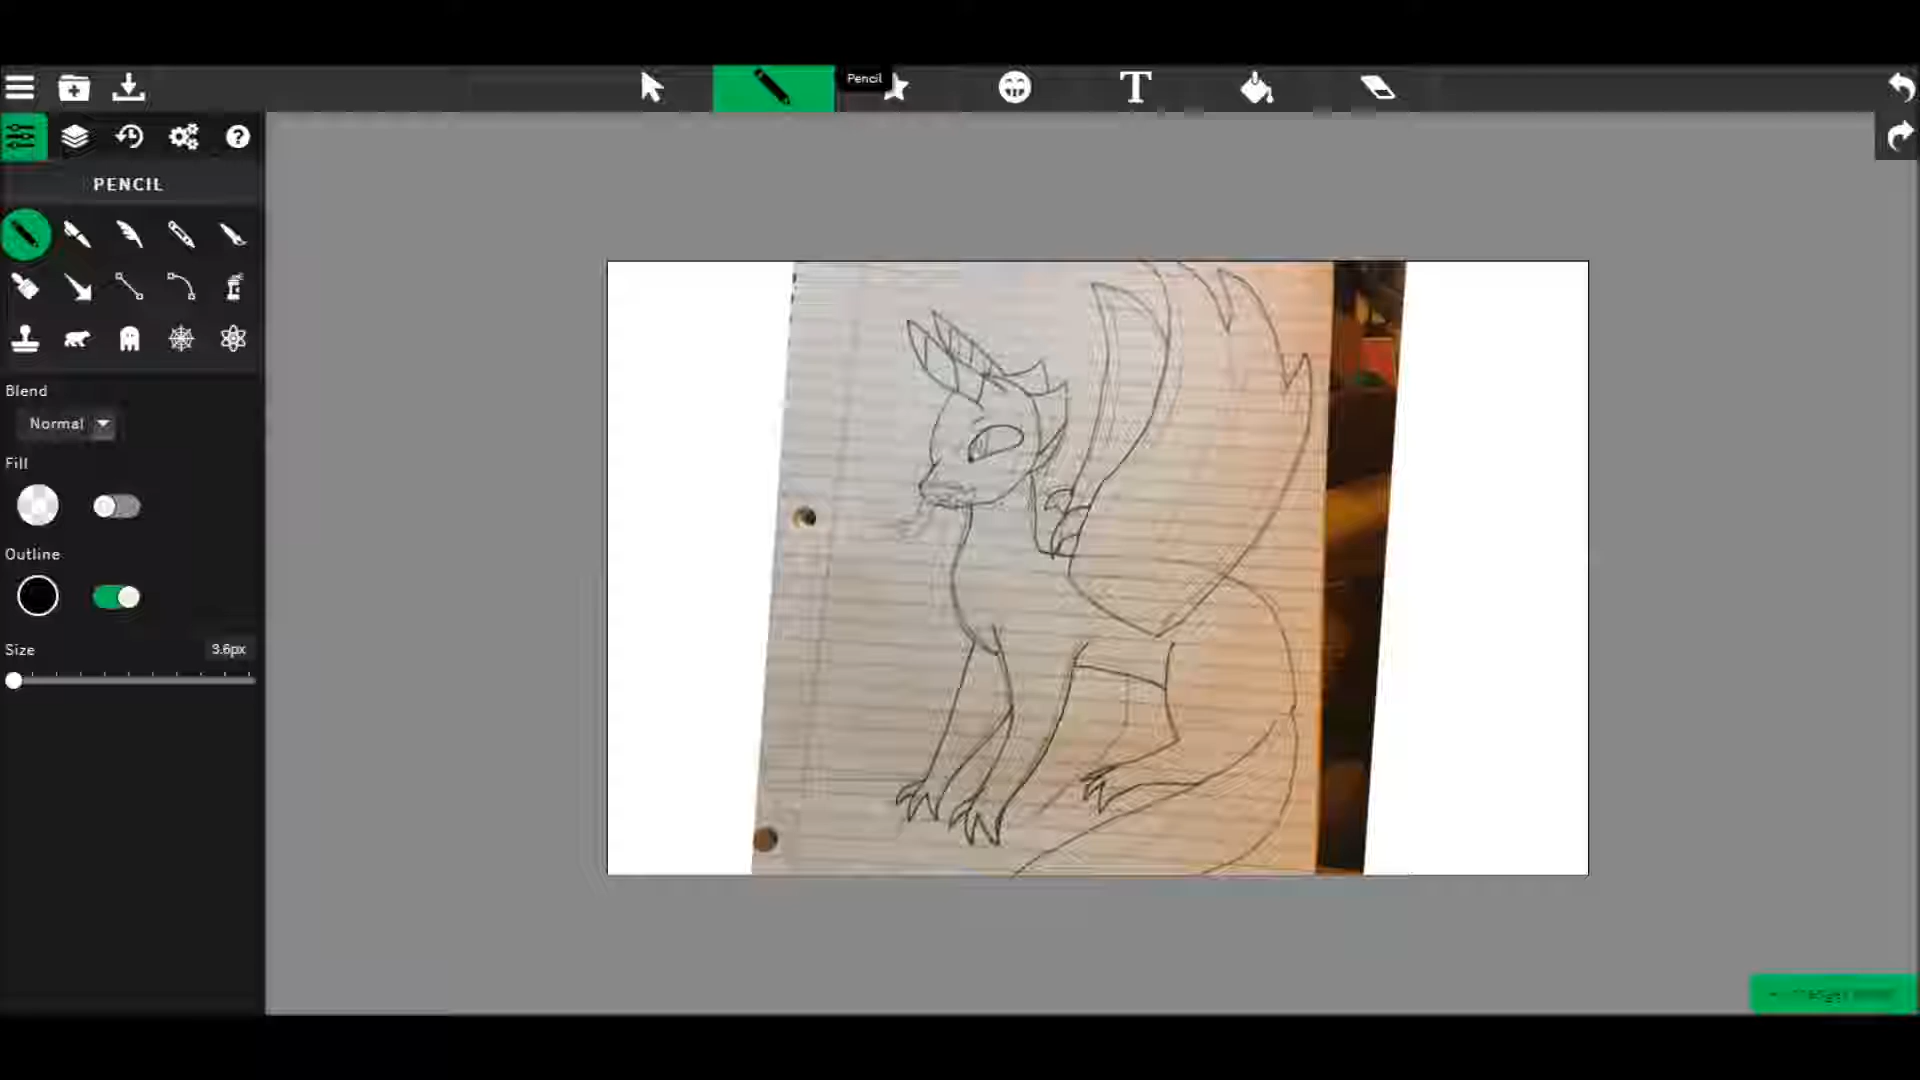 Pencil
T
?
PENCIL
Blend
Normal
Fill
Outline
Size
3.6px